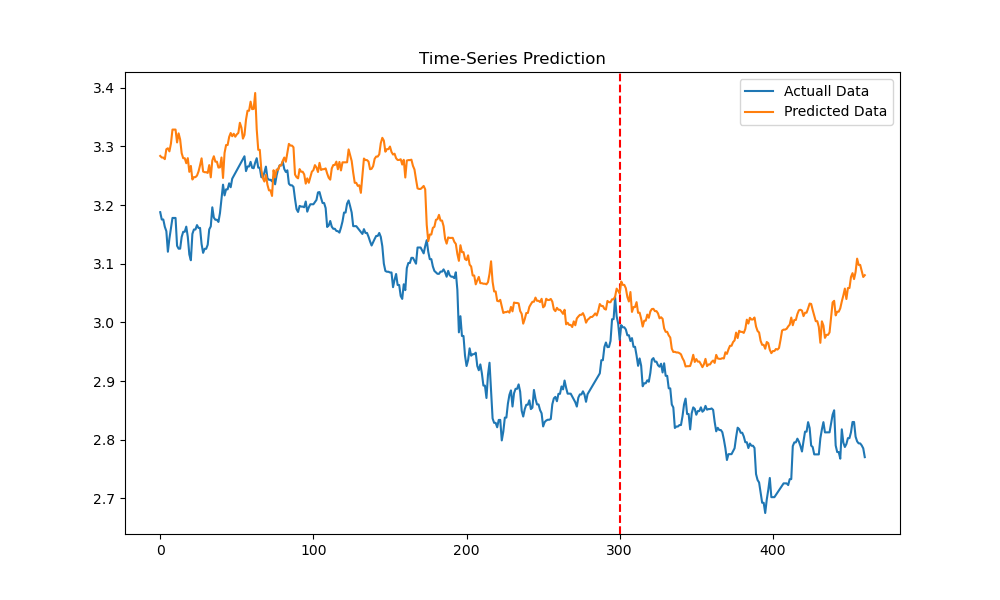 Time-Series Prediction
Actuall Data
Predicted Data
3.4
3.3
3.2
3.1
3.0
2.9
2.8
2.7
0 100 200 300 400